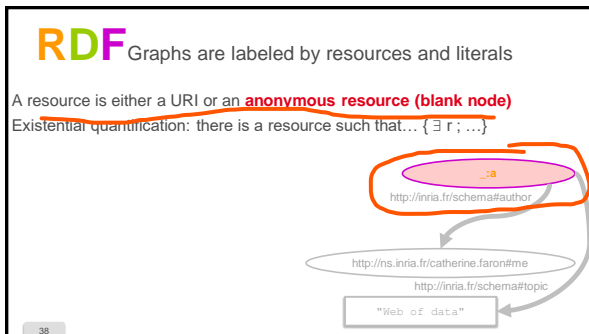 RDF Graphs are labeled by resources and literals
A resource is either a URI or an anonymous resource (blank node)
Existential quantification: there is a resource such that… { ∃ r ; …}
_:a
http://inria.fr/schema#author
http://ns.inria.fr/catherine.faron#me
http://inria.fr/schema#topic
"Web of data"
38